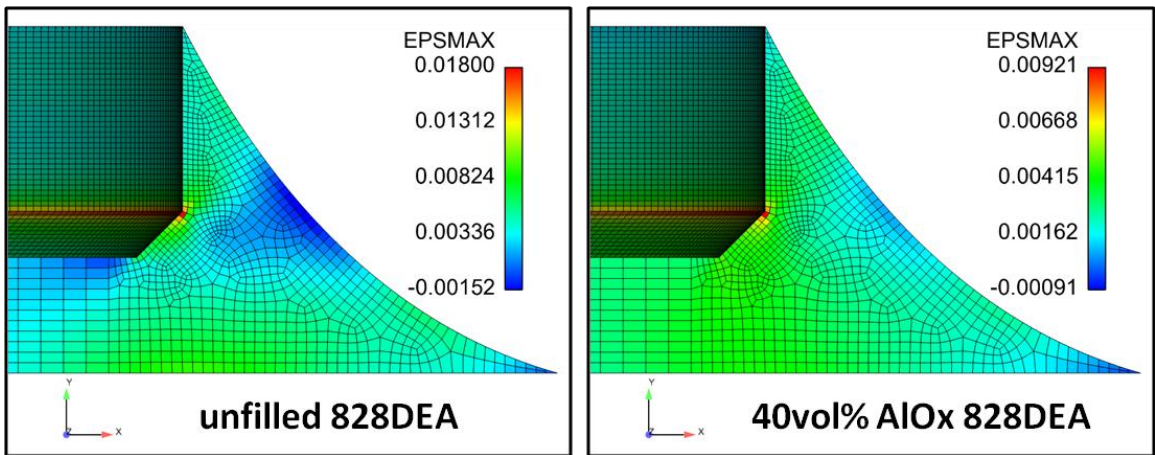 EPSMAX
0.01800
0.01312
0.00824
0.00336
-0.00152
Y
Z
X
unfilled 828DEA
EPSMAX
0.00921
0.00668
0.00415
0.00162
-0.00091
Y
Z
X
40vol% AlOx 828DEA